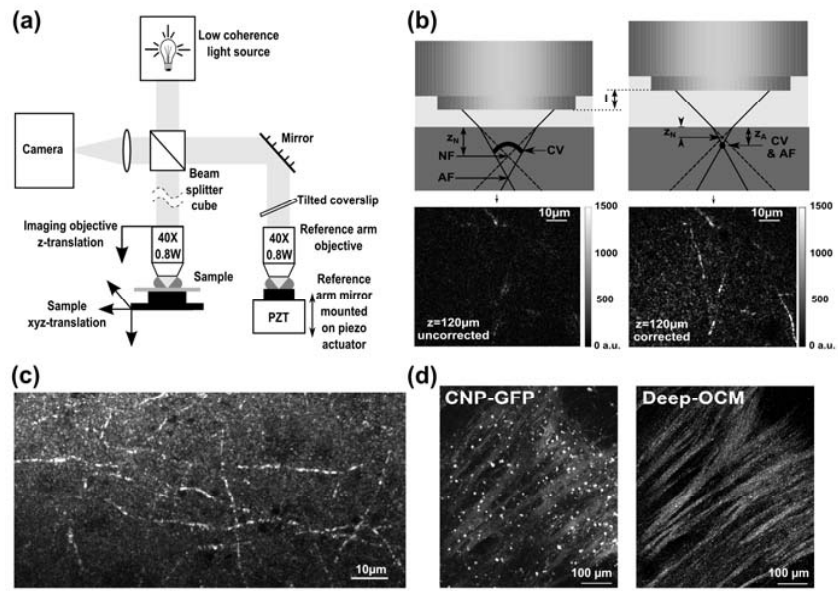 (a)
Low coherence
light source
Camera
Mirror
Beam
splitter
cube
Tilted coverslip
Imaging objective
z-translation
40X
0.8W
40X
0.8W
Reference arm
objective
Sample
Sample
xyz-translation
PZT
Reference
arm mirror
mounted
on piezo
actuator
(b)
zN
NF
AF
CV
zN
zA
CV
& AF
10μm
z=120μm
uncorrected
1500
1000
500
0 a.u.
10μm
z=120μm
corrected
1500
1000
500
0 a.u.
(c)
10μm
(d)
CNP-GFP
100 μm
Deep-OCM
100 μm